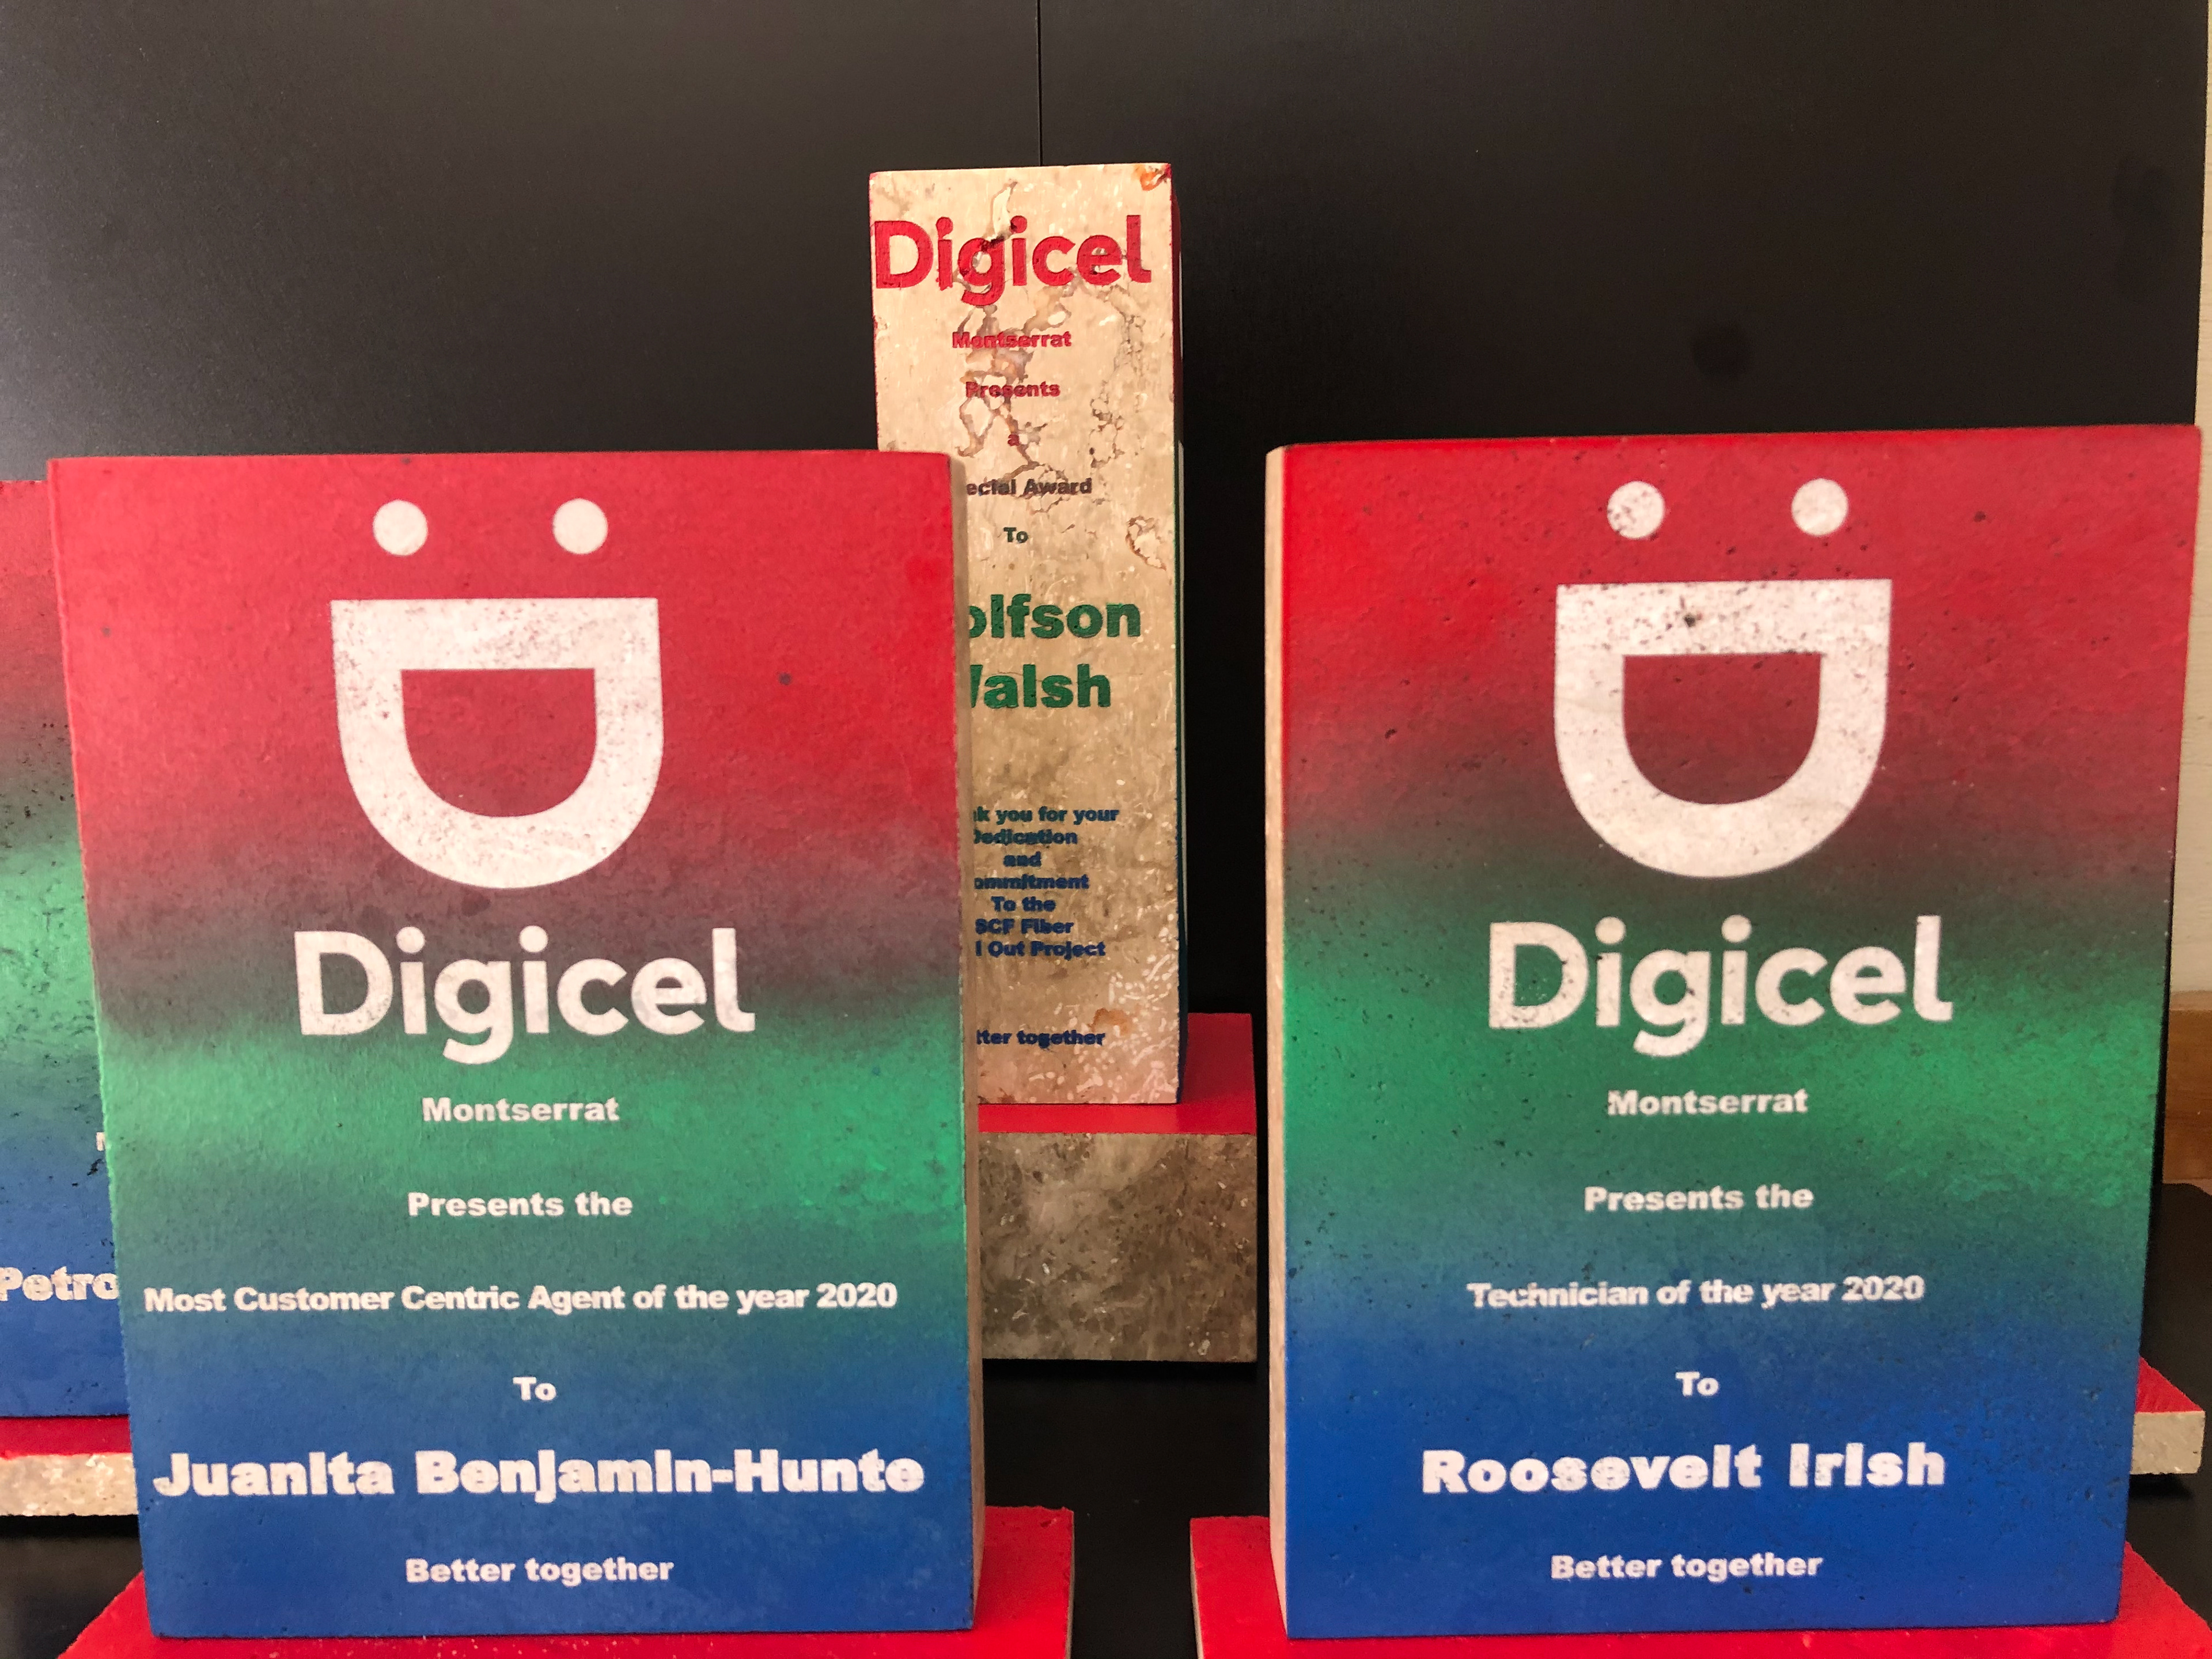 Digicel
Montserrat
Presents
a
ecial Award
To
olfson
alsh
k you for your
Dedication
and
ommitment
To the
SCF Fiber
l Out Project
tter together
Digicel
Montserrat
Presents the
Most Customer Centric Agent of the year 2020
To
Juanita Benjamin-Hunte
Better together
Digicel
Montserrat
Presents the
Technician of the year 2020
To
Roosevelt Irish
Better together
Petro